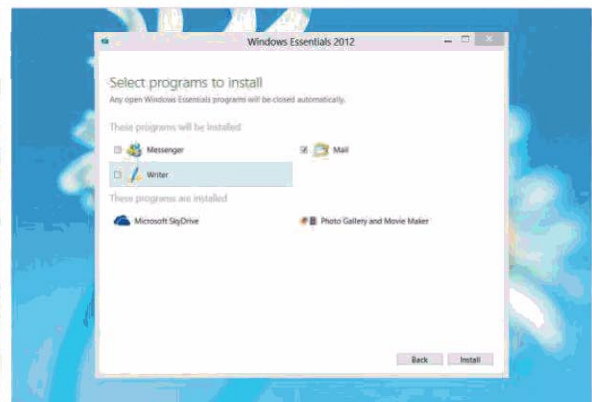 Windows Essentials 2012
Select programs to install
Any open Windows Essentials programs will be closed automatically.
These programs will be installed
Messenger
Mail
Writer
These programs are installed
Microsoft SkyDrive
Photo Gallery and Movie Maker
Back
Install